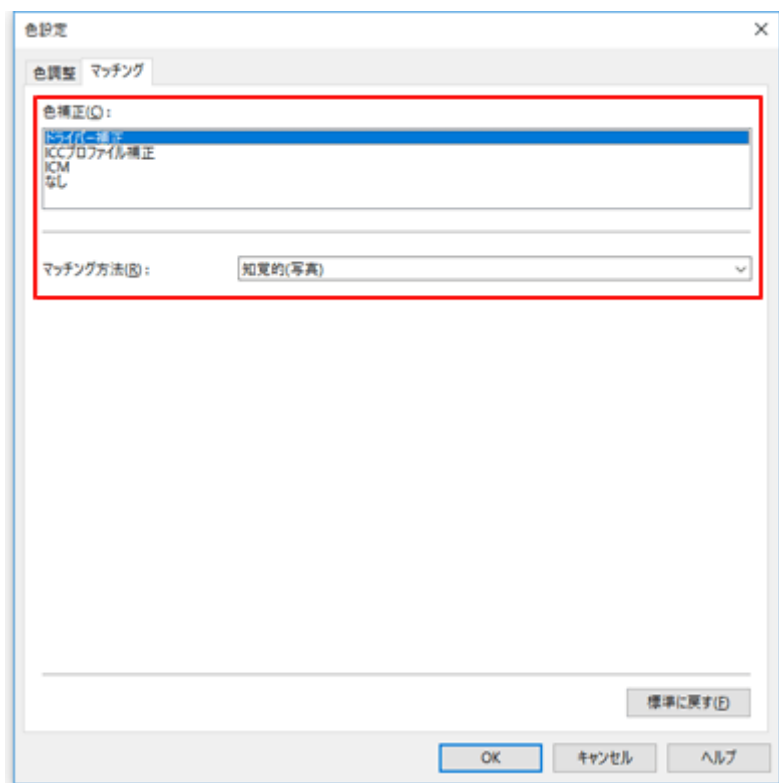 色設定
色調整 マッチング
色補正(C):
ドライバー補正
ICCプロファイル補正
ICM
なし
マッチング方法(R): 知覚的(写真)
標準に戻す(F)
OK キャンセル ヘルプ